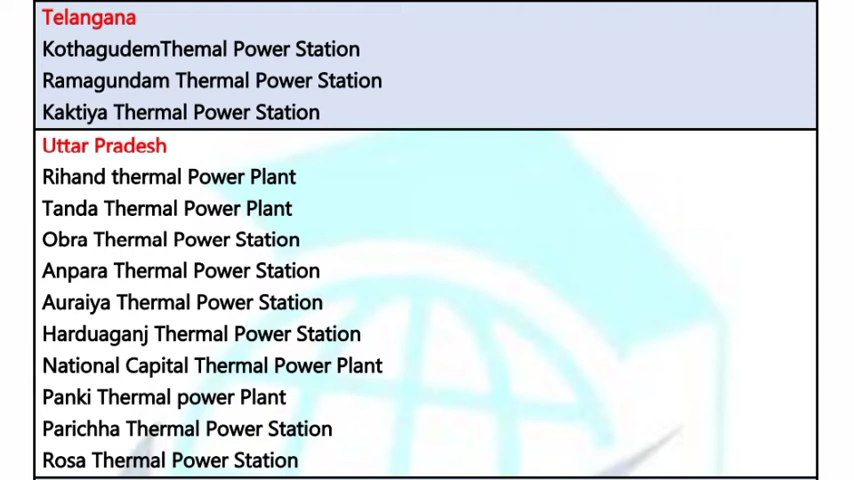 Telangana
KothagudemThemal Power Station
Ramagundam Thermal Power Station
Kaktiya Thermal Power Station
Uttar Pradesh
Rihand thermal Power Plant
Tanda Thermal Power Plant
Obra Thermal Power Station
Anpara Thermal Power Station
Auraiya Thermal Power Station
Harduaganj Thermal Power Station
National Capital Thermal Power Plant
Panki Thermal power Plant
Parichha Thermal Power Station
Rosa Thermal Power Station